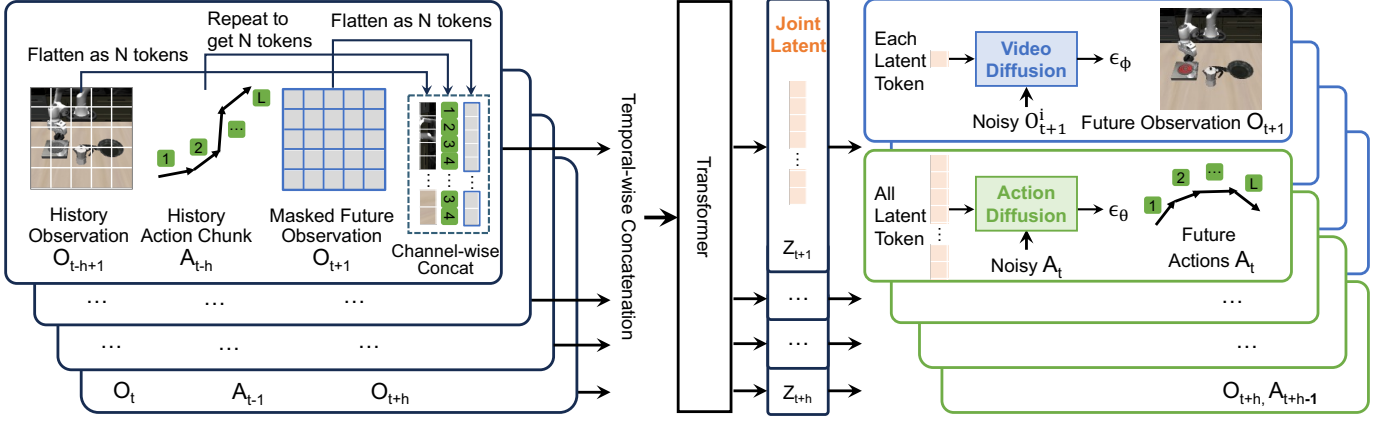 Flatten as N tokens
Repeat to
get N tokens
Flatten as N tokens
1
2
...
L
1
2
3
4
...
3
4
History
Observation
O_{t-h+1}
History
Action Chunk
A_{t-h}
Masked Future
Observation
O_{t+1}
Channel-wise
Concat
... ... ...
... ... ...
O_t A_{t-1} O_{t+h}
Temporal-wise Concatenation
Transformer
Joint
Latent
...
Z_{t+1}
...
...
Z_{t+h}
Each
Latent
Token
Video
Diffusion
ϵ_ϕ
Noisy O^i_{t+1}
Future Observation O_{t+1}
All
Latent
Token
...
Action
Diffusion
ϵ_θ
Noisy A_t
1
2
...
L
Future
Actions A_t
...
...
O_{t+h}, A_{t+h-1}